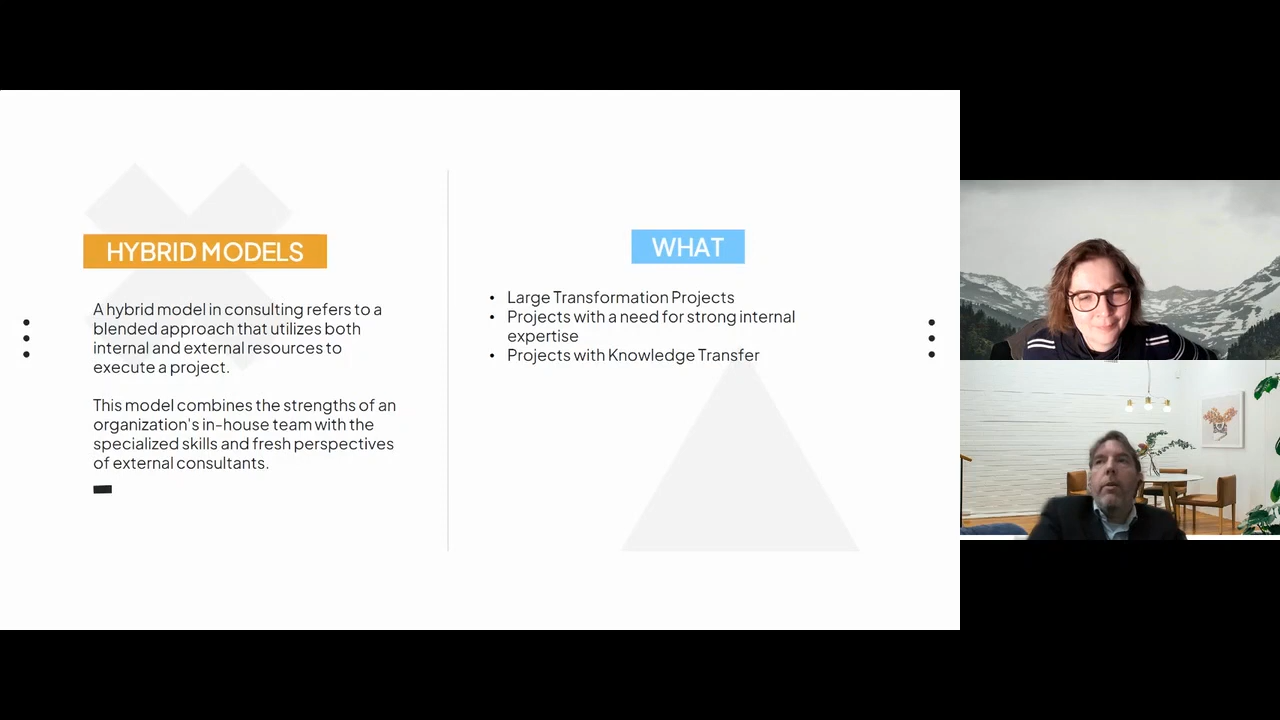 HYBRID MODELS
A hybrid model in consulting refers to a
blended approach that utilizes both
internal and external resources to
execute a project.
This model combines the strengths of an
organization's in-house team with the
specialized skills and fresh perspectives
of external consultants.
WHAT
• Large Transformation Projects
• Projects with a need for strong internal
expertise
• Projects with Knowledge Transfer